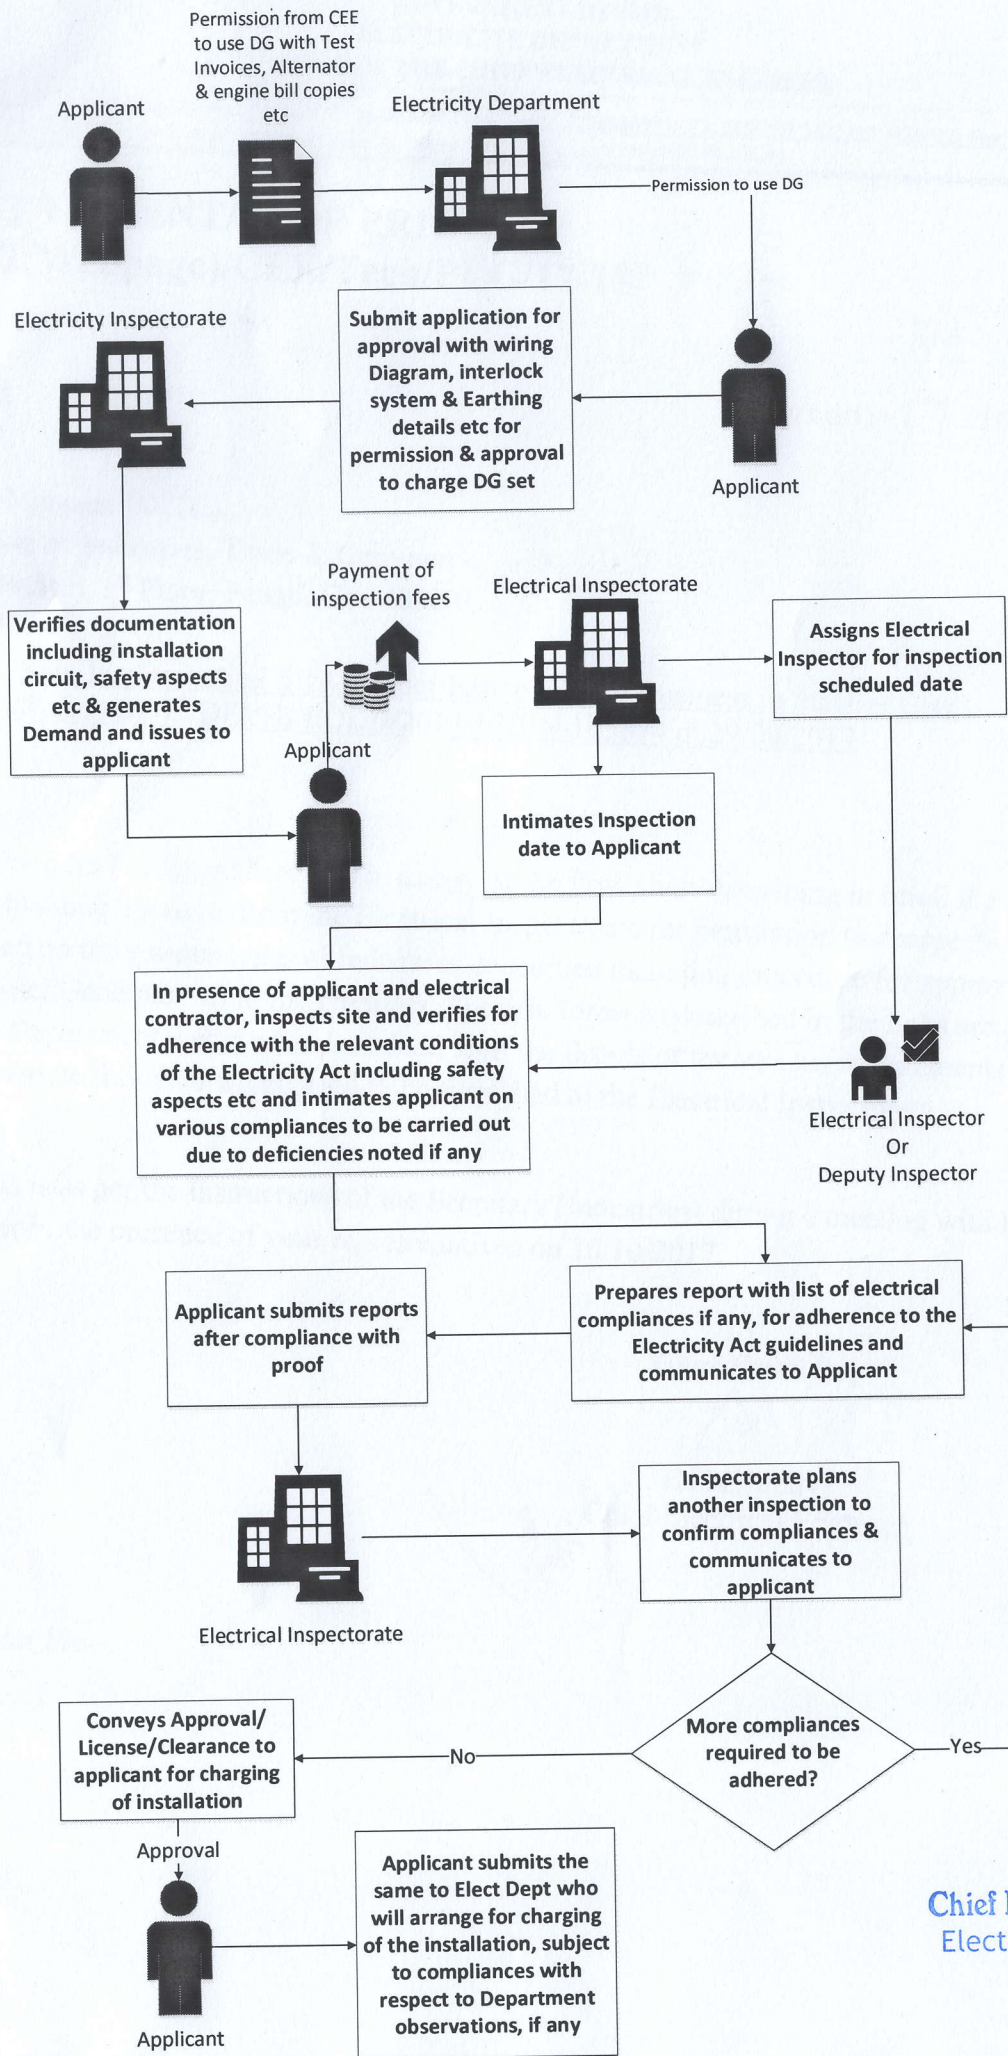 Permission from CEE
to use DG with Test
Invoices, Alternator
& engine bill copies
etc
Applicant
Electricity Department
Permission to use DG
Electricity Inspectorate
Submit application for
approval with wiring
Diagram, interlock
system & Earthing
details etc for
permission & approval
to charge DG set
Applicant
Payment of
inspection fees
Electrical Inspectorate
Verifies documentation
including installation
circuit, safety aspects
etc & generates
Demand and issues to
applicant
Assigns Electrical
Inspector for inspection
scheduled date
Applicant
Intimates Inspection
date to Applicant
In presence of applicant and electrical
contractor, inspects site and verifies for
adherence with the relevant conditions
of the Electricity Act including safety
aspects etc and intimates applicant on
various compliances to be carried out
due to deficiencies noted if any
Electrical Inspector
Or
Deputy Inspector
Applicant submits reports
after compliance with
proof
Prepares report with list of electrical
compliances if any, for adherence to the
Electricity Act guidelines and
communicates to Applicant
Inspectorate plans
another inspection to
confirm compliances &
communicates to
applicant
Electrical Inspectorate
Conveys Approval/
License/Clearance to
applicant for charging
of installation
No
More compliances
required to be
adhered?
Yes
Approval
Applicant submits the
same to Elect Dept who
will arrange for charging
of the installation, subject
to compliances with
respect to Department
observations, if any
Applicant
Chief
Elect